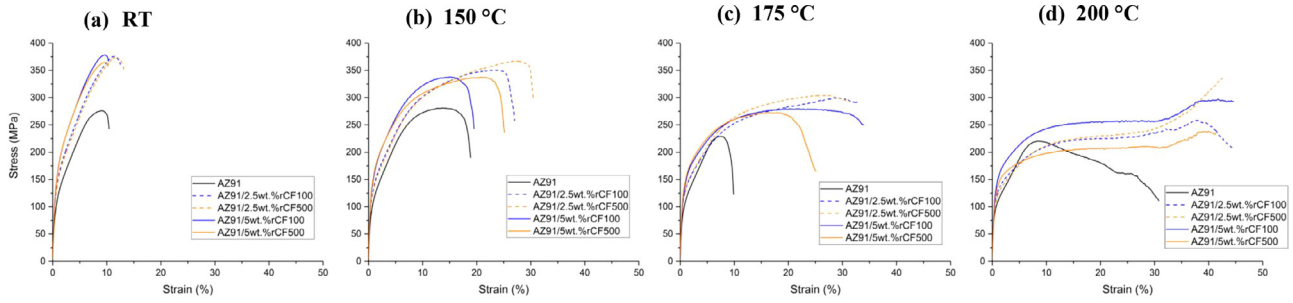 (a) RT
400
350
300
250
200
150
100
50
0
Stress (MPa)
0 10 20 30 40 50
Strain (%)
AZ91
AZ91/2.5wt.%rCF100
AZ91/2.5wt.%rCF500
AZ91/5wt.%rCF100
AZ91/5wt.%rCF500
(b) 150 °C
400
350
300
250
200
150
100
50
0
0 10 20 30 40 50
Strain (%)
AZ91
AZ91/2.5wt.%rCF100
AZ91/2.5wt.%rCF500
AZ91/5wt.%rCF100
AZ91/5wt.%rCF500
(c) 175 °C
400
350
300
250
200
150
100
50
0
0 10 20 30 40 50
Strain (%)
AZ91
AZ91/2.5wt.%rCF100
AZ91/2.5wt.%rCF500
AZ91/5wt.%rCF100
AZ91/5wt.%rCF500
(d) 200 °C
400
350
300
250
200
150
100
50
0
0 10 20 30 40 50
Strain (%)
AZ91
AZ91/2.5wt.%rCF100
AZ91/2.5wt.%rCF500
AZ91/5wt.%rCF100
AZ91/5wt.%rCF500